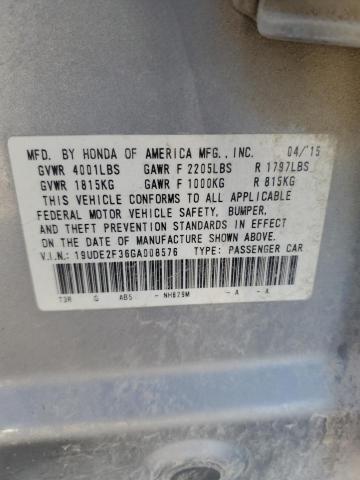 MFD. BY HONDA OF AMERICA MFG., INC. 04/15
GVWR 4001LBS GAWR F 2205LBS R 1797LBS
GVWR 1815KG GAWR F 1000KG R 815KG
THIS VEHICLE CONFORMS TO ALL APPLICABLE
FEDERAL MOTOR VEHICLE SAFETY, BUMPER,
AND THEFT PREVENTION STANDARDS IN EFFECT
ON THE DATE OF MANUFACTURE SHOWN ABOVE.
V.I.N.: 19UDE2F36GA008576 TYPE: PASSENGER CAR
T3R G AB5 - NH829M - A - A